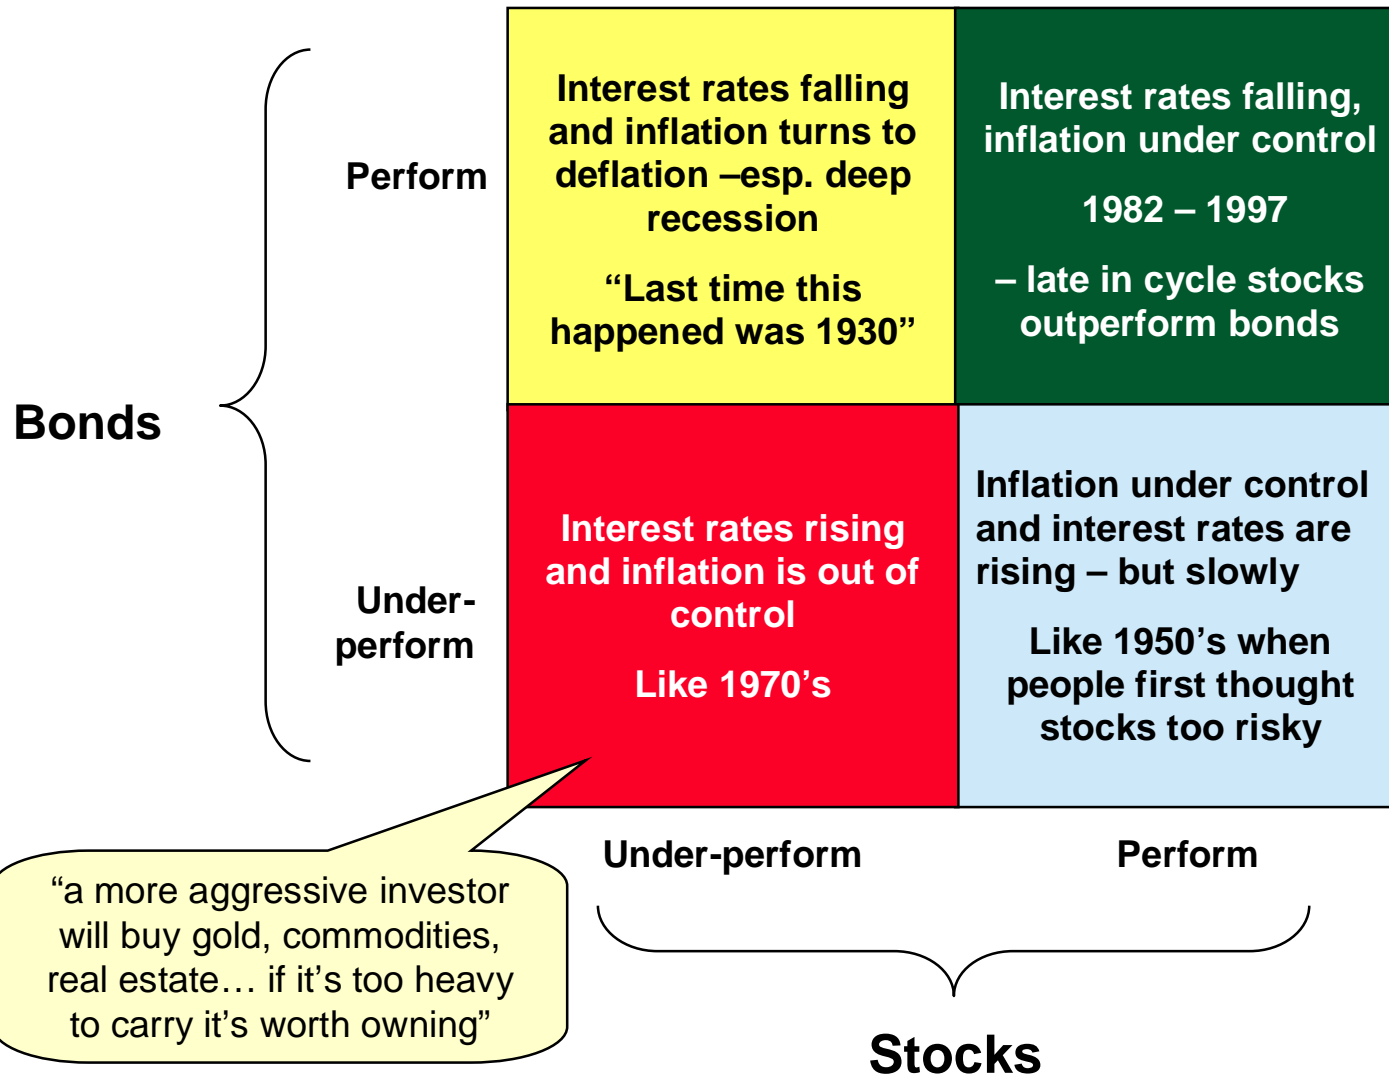 Interest rates falling
and inflation turns to
deflation –esp. deep
recession
“Last time this
happened was 1930”
Interest rates falling,
inflation under control
1982 – 1997
– late in cycle stocks
outperform bonds
Perform
Bonds
Interest rates rising
and inflation is out of
control
Like 1970’s
Inflation under control
and interest rates are
rising – but slowly
Like 1950’s when
people first thought
stocks too risky
Under-
perform
Under-perform
Perform
“a more aggressive investor
will buy gold, commodities,
real estate… if it’s too heavy
to carry it’s worth owning”
Stocks